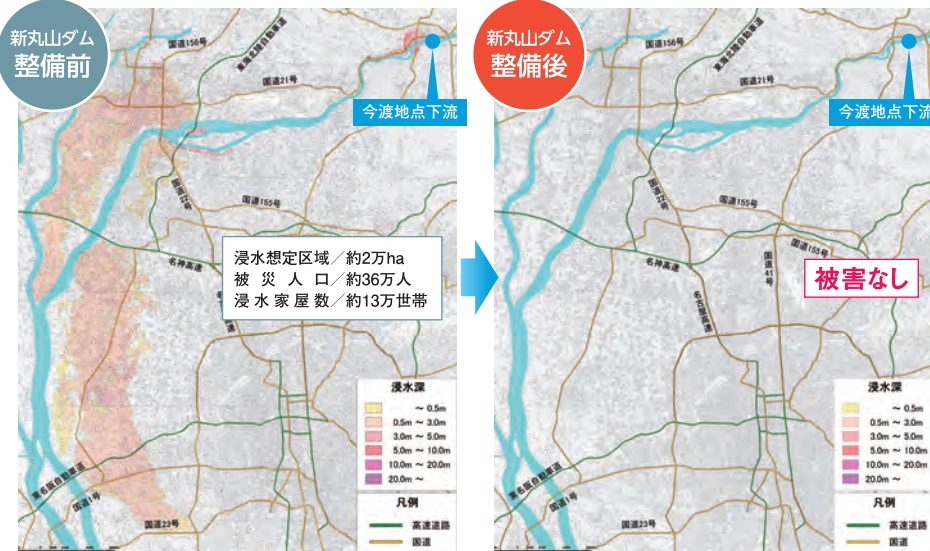 新丸山ダム
整備前
国道156号
東海北陸自動車道
国道21号
今渡地点下流
国道22号
国道155号
名神高速
浸水想定区域／約2万ha
被災人口／約36万人
浸水家屋数／約13万世帯
東名阪自動車道
国道1号
国道23号
浸水深
～ 0.5m
0.5m ～ 3.0m
3.0m ～ 5.0m
5.0m ～ 10.0m
10.0m ～ 20.0m
20.0m ～
凡例
高速道路
国道
新丸山ダム
整備後
国道156号
東海北陸自動車道
国道21号
今渡地点下流
国道22号
国道155号
国道155号
名神高速
国道41号
被害なし
名古屋高速
東名阪自動車道
国道1号
国道23号
浸水深
～ 0.5m
0.5m ～ 3.0m
3.0m ～ 5.0m
5.0m ～ 10.0m
10.0m ～ 20.0m
20.0m ～
凡例
高速道路
国道